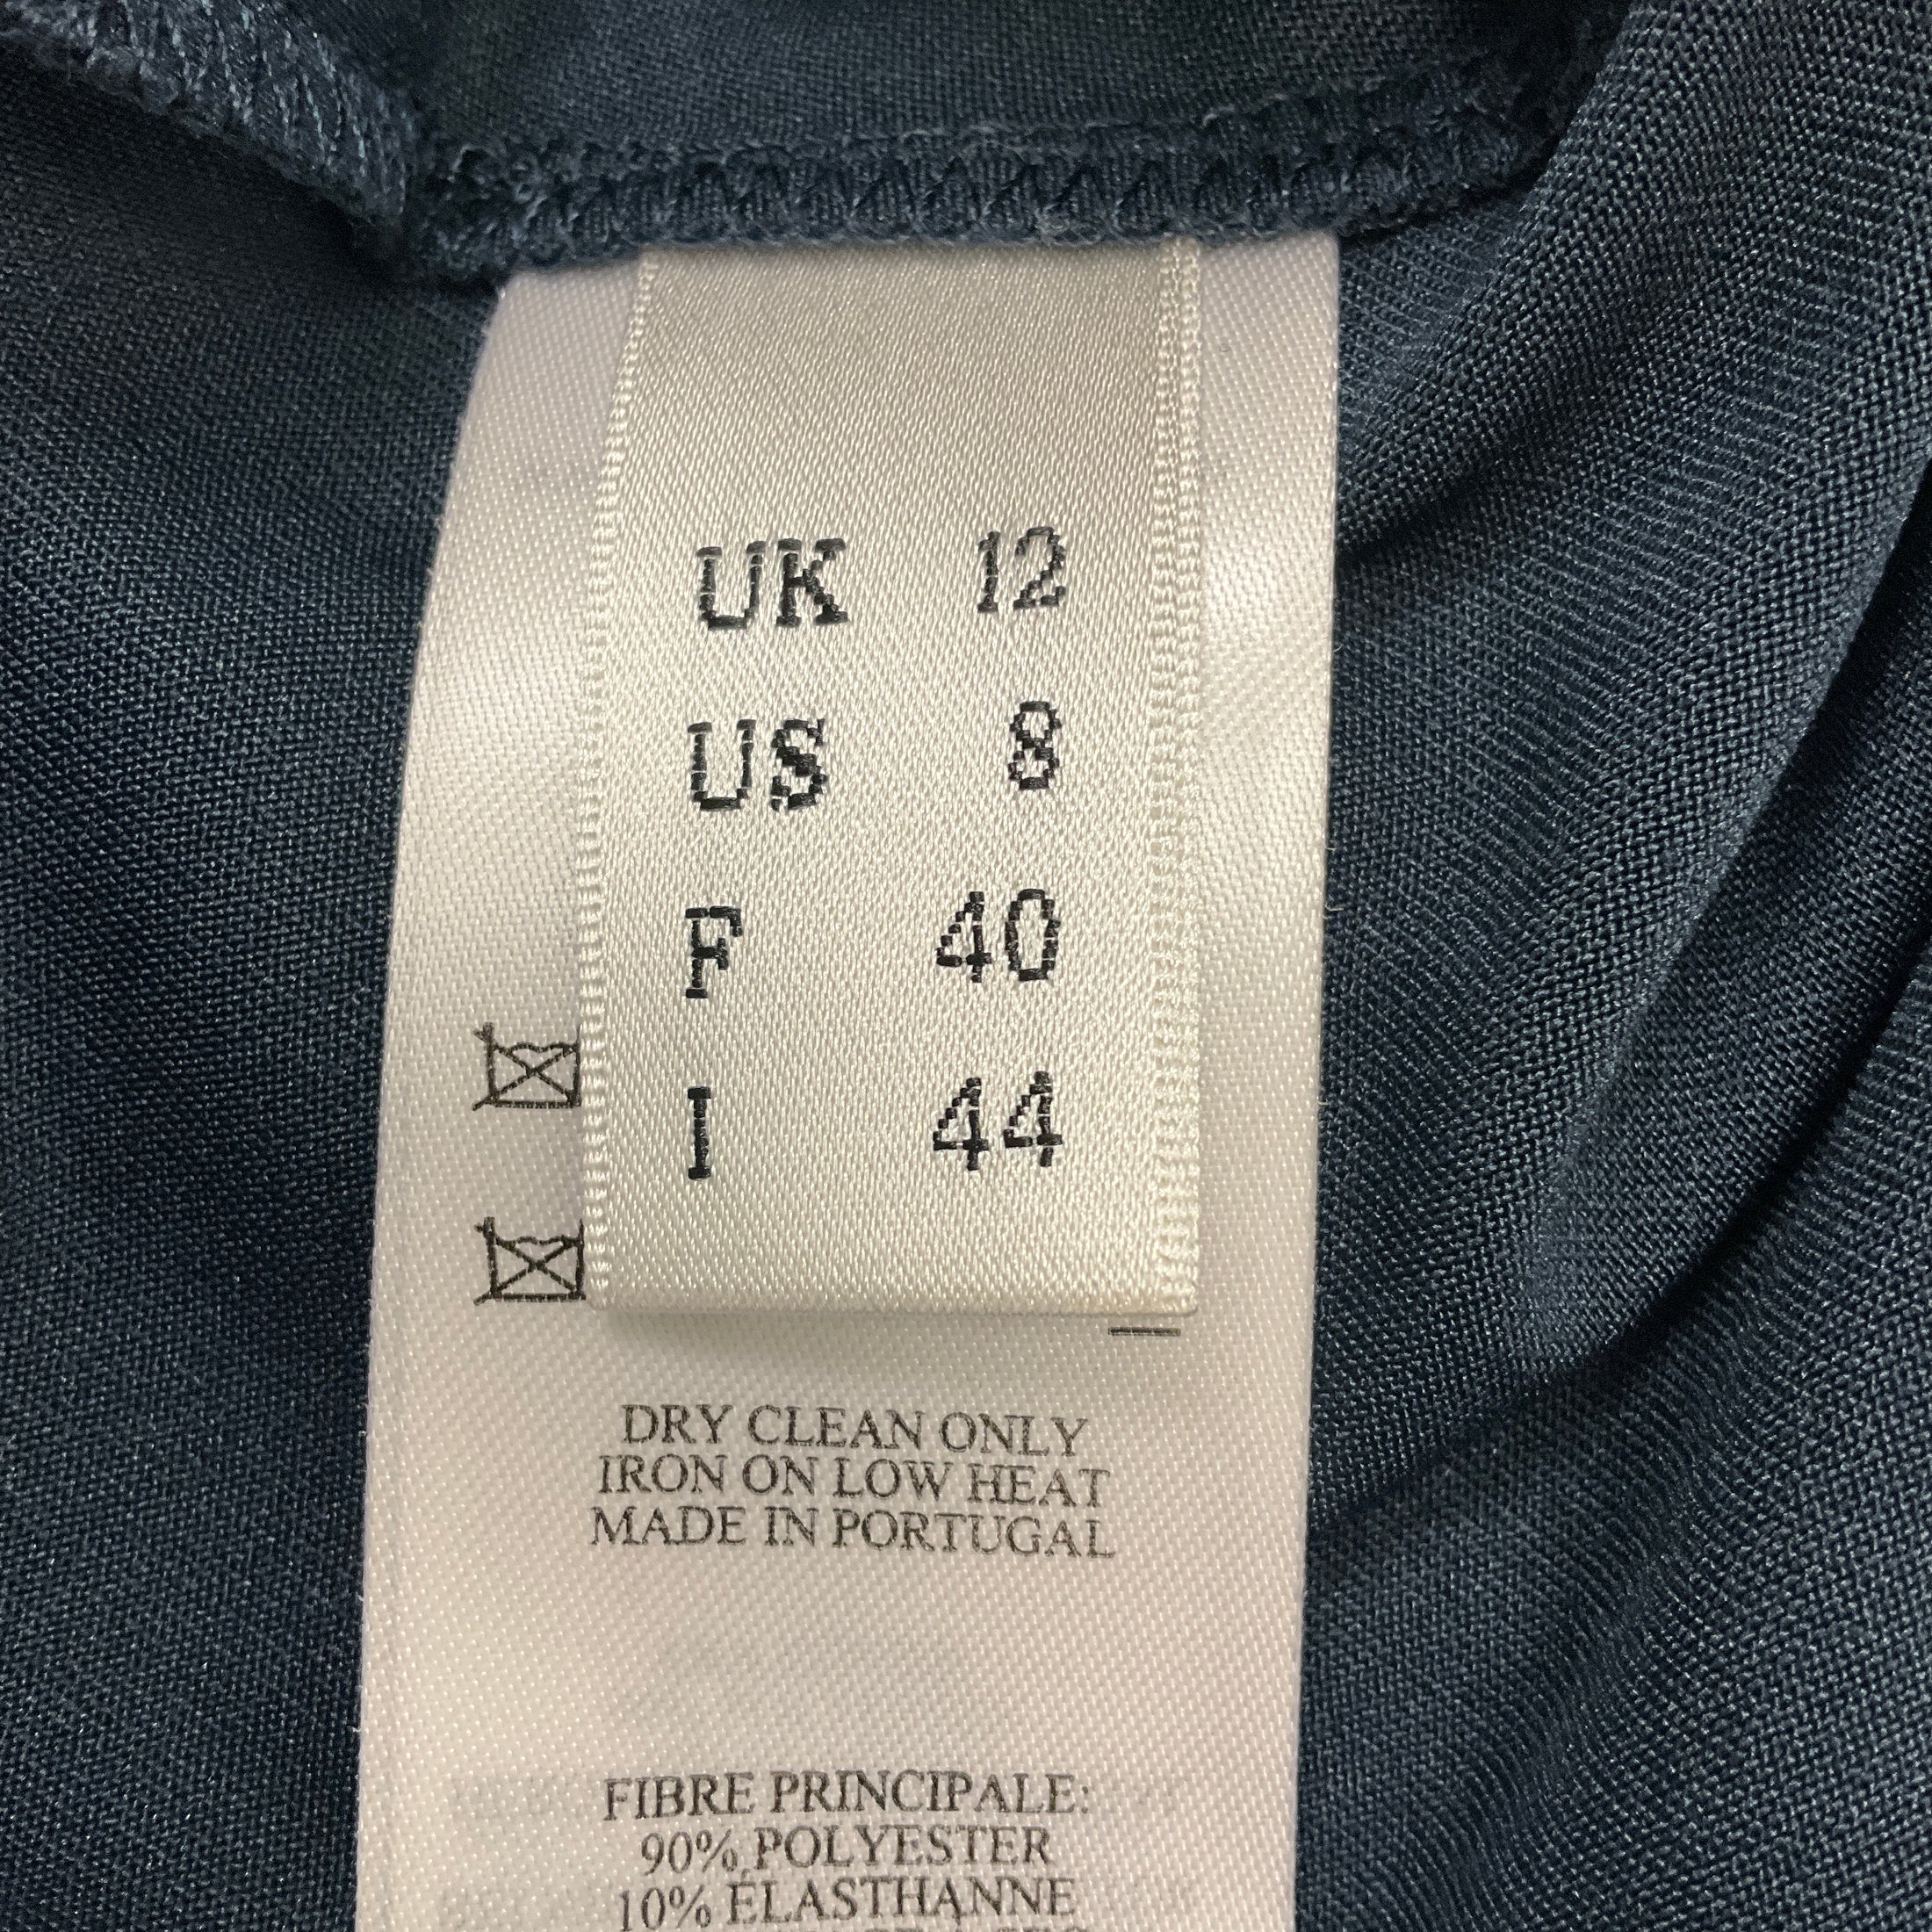 UK 12
US 8
F 40
I 44
DRY CLEAN ONLY
IRON ON LOW HEAT
MADE IN PORTUGAL
FIBRE PRINCIPALE:
90% POLYESTER
10% ÉLASTHANNE